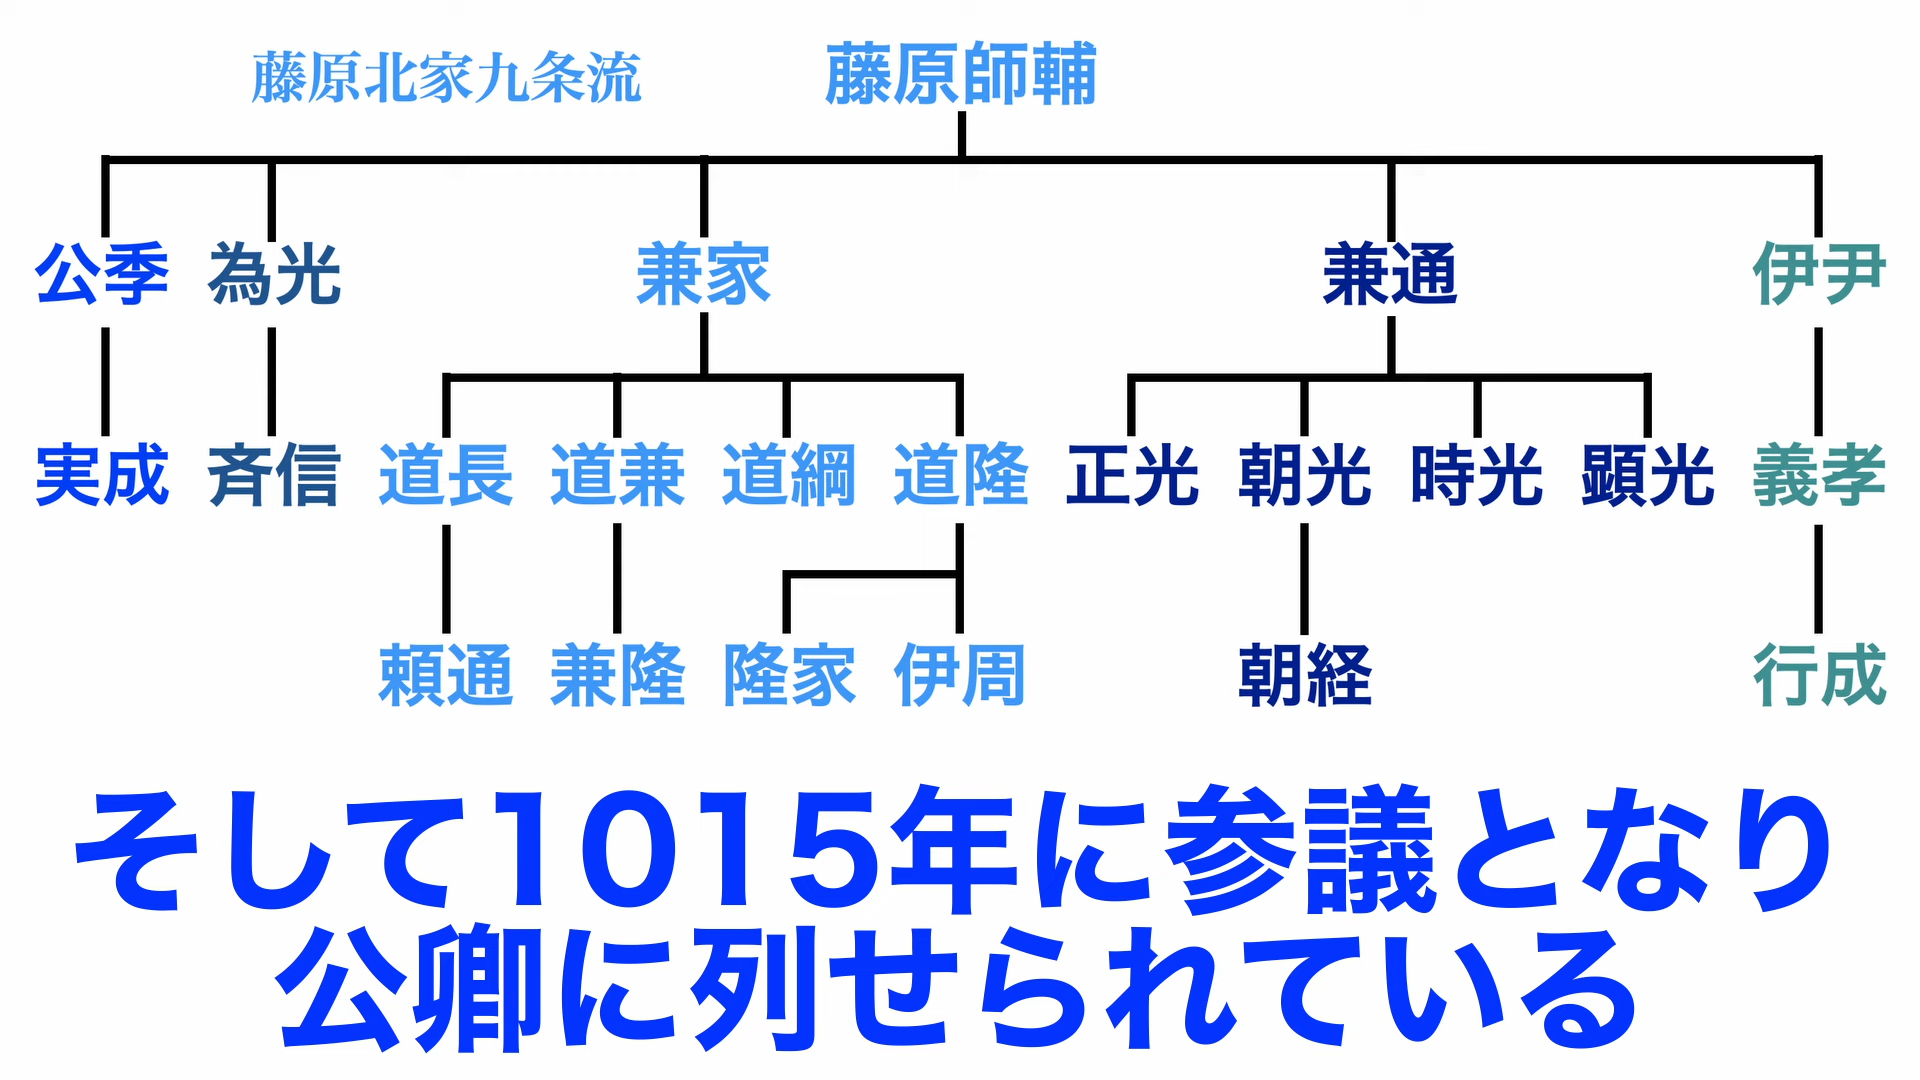 藤原北家九条流 藤原師輔
公季 為光 兼家 兼通 伊尹
実成 斉信 道長 道兼 道綱 道隆 正光 朝光 時光 顕光 義孝
頼通 兼隆 隆家 伊周 朝経 行成
そして1015年に参議となり
公卿に列せられている